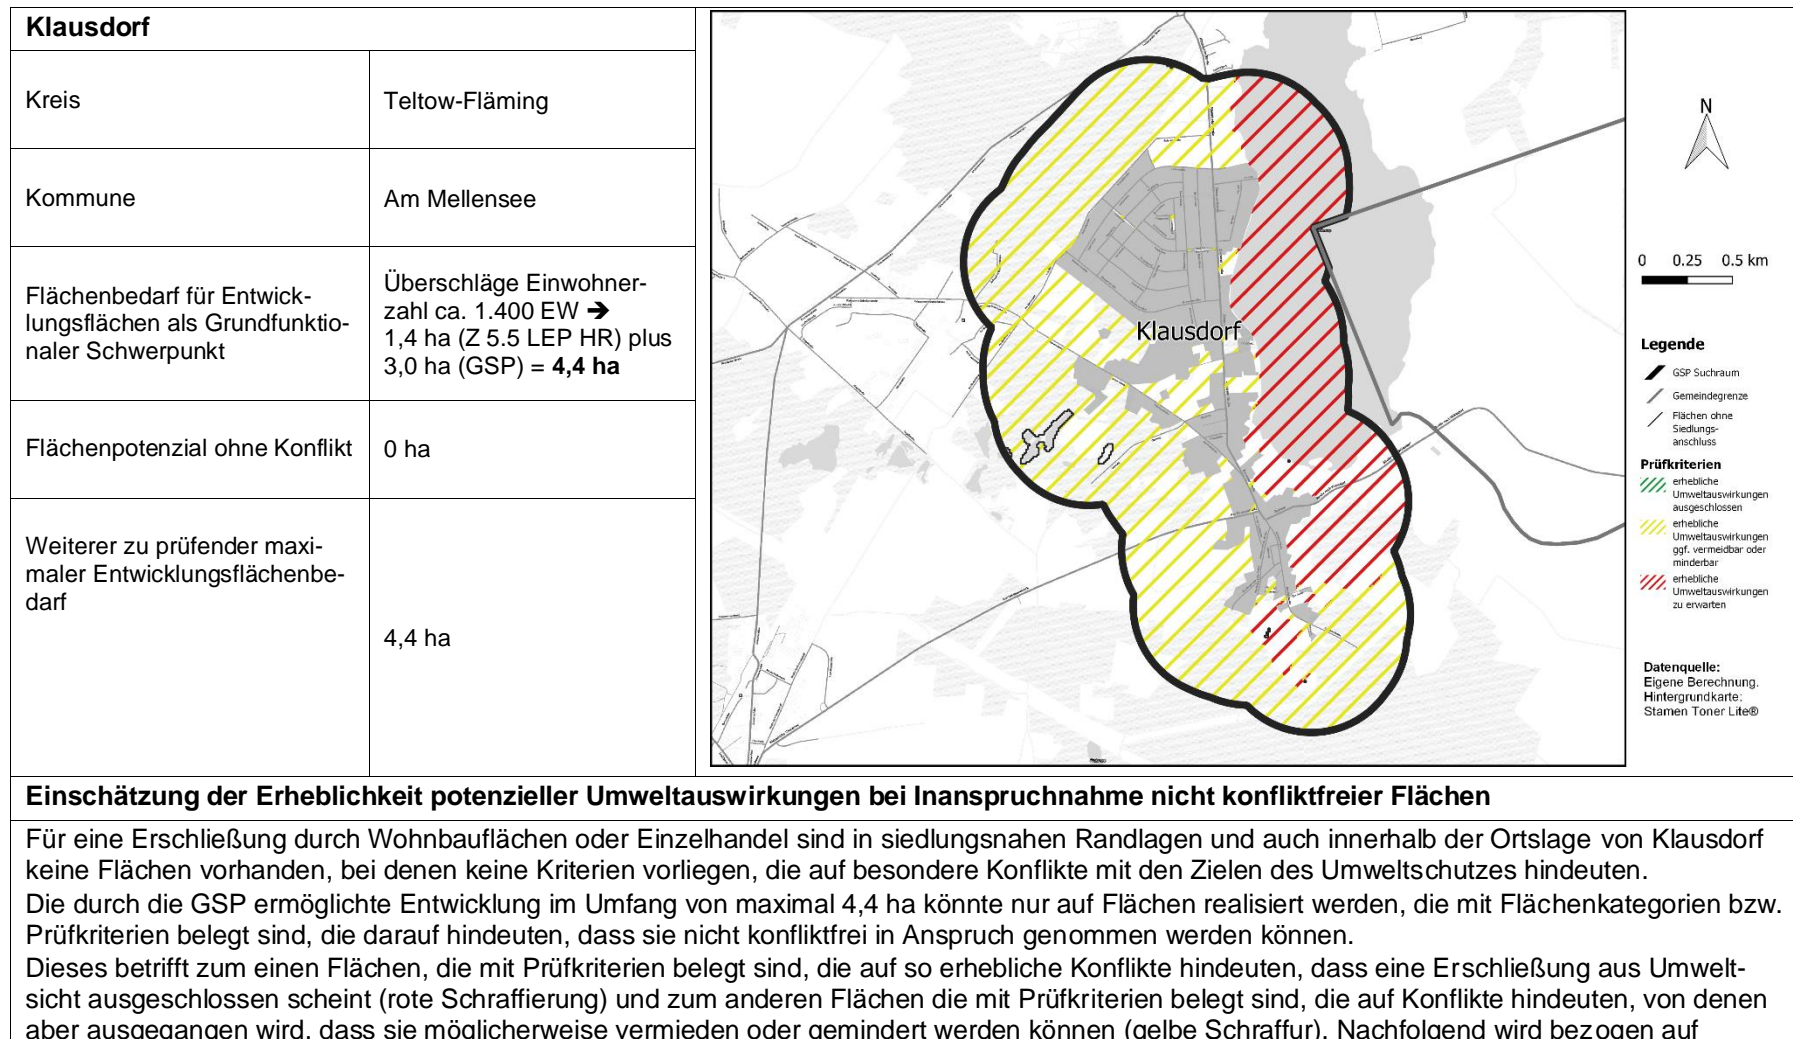 Klausdorf
Kreis
Teltow-Fläming
Kommune
Am Mellensee
Flächenbedarf für Entwick-
lungsflächen als Grundfunktio-
naler Schwerpunkt
Überschläge Einwohner-
zahl ca. 1.400 EW ➔
1,4 ha (Z 5.5 LEP HR) plus
3,0 ha (GSP) = 4,4 ha
Flächenpotenzial ohne Konflikt
0 ha
Weiterer zu prüfender maxi-
maler Entwicklungsflächenbe-
darf
4,4 ha
Klausdorf
N
0 0.25 0.5 km
Legende
GSP Suchraum
Gemeindegrenze
Flächen ohne
Siedlungs-
anschluss
Prüfkriterien
erhebliche
Umweltauswirkungen
ausgeschlossen
erhebliche
Umweltauswirkungen
ggf. vermeidbar oder
minderbar
erhebliche
Umweltauswirkungen
zu erwarten
Datenquelle:
Eigene Berechnung.
Hintergrundkarte:
Stamen Toner Lite®
Einschätzung der Erheblichkeit potenzieller Umweltauswirkungen bei Inanspruchnahme nicht konfliktfreier Flächen
Für eine Erschließung durch Wohnbauflächen oder Einzelhandel sind in siedlungsnahen Randlagen und auch innerhalb der Ortslage von Klausdorf
keine Flächen vorhanden, bei denen keine Kriterien vorliegen, die auf besondere Konflikte mit den Zielen des Umweltschutzes hindeuten.
Die durch die GSP ermöglichte Entwicklung im Umfang von maximal 4,4 ha könnte nur auf Flächen realisiert werden, die mit Flächenkategorien bzw.
Prüfkriterien belegt sind, die darauf hindeuten, dass sie nicht konfliktfrei in Anspruch genommen werden können.
Dieses betrifft zum einen Flächen, die mit Prüfkriterien belegt sind, die auf so erhebliche Konflikte hindeuten, dass eine Erschließung aus Umwelt-
sicht ausgeschlossen scheint (rote Schraffierung) und zum anderen Flächen die mit Prüfkriterien belegt sind, die auf Konflikte hindeuten, von denen
aber ausgegangen wird, dass sie möglicherweise vermieden oder gemindert werden können (gelbe Schraffur). Nachfolgend wird bezogen auf